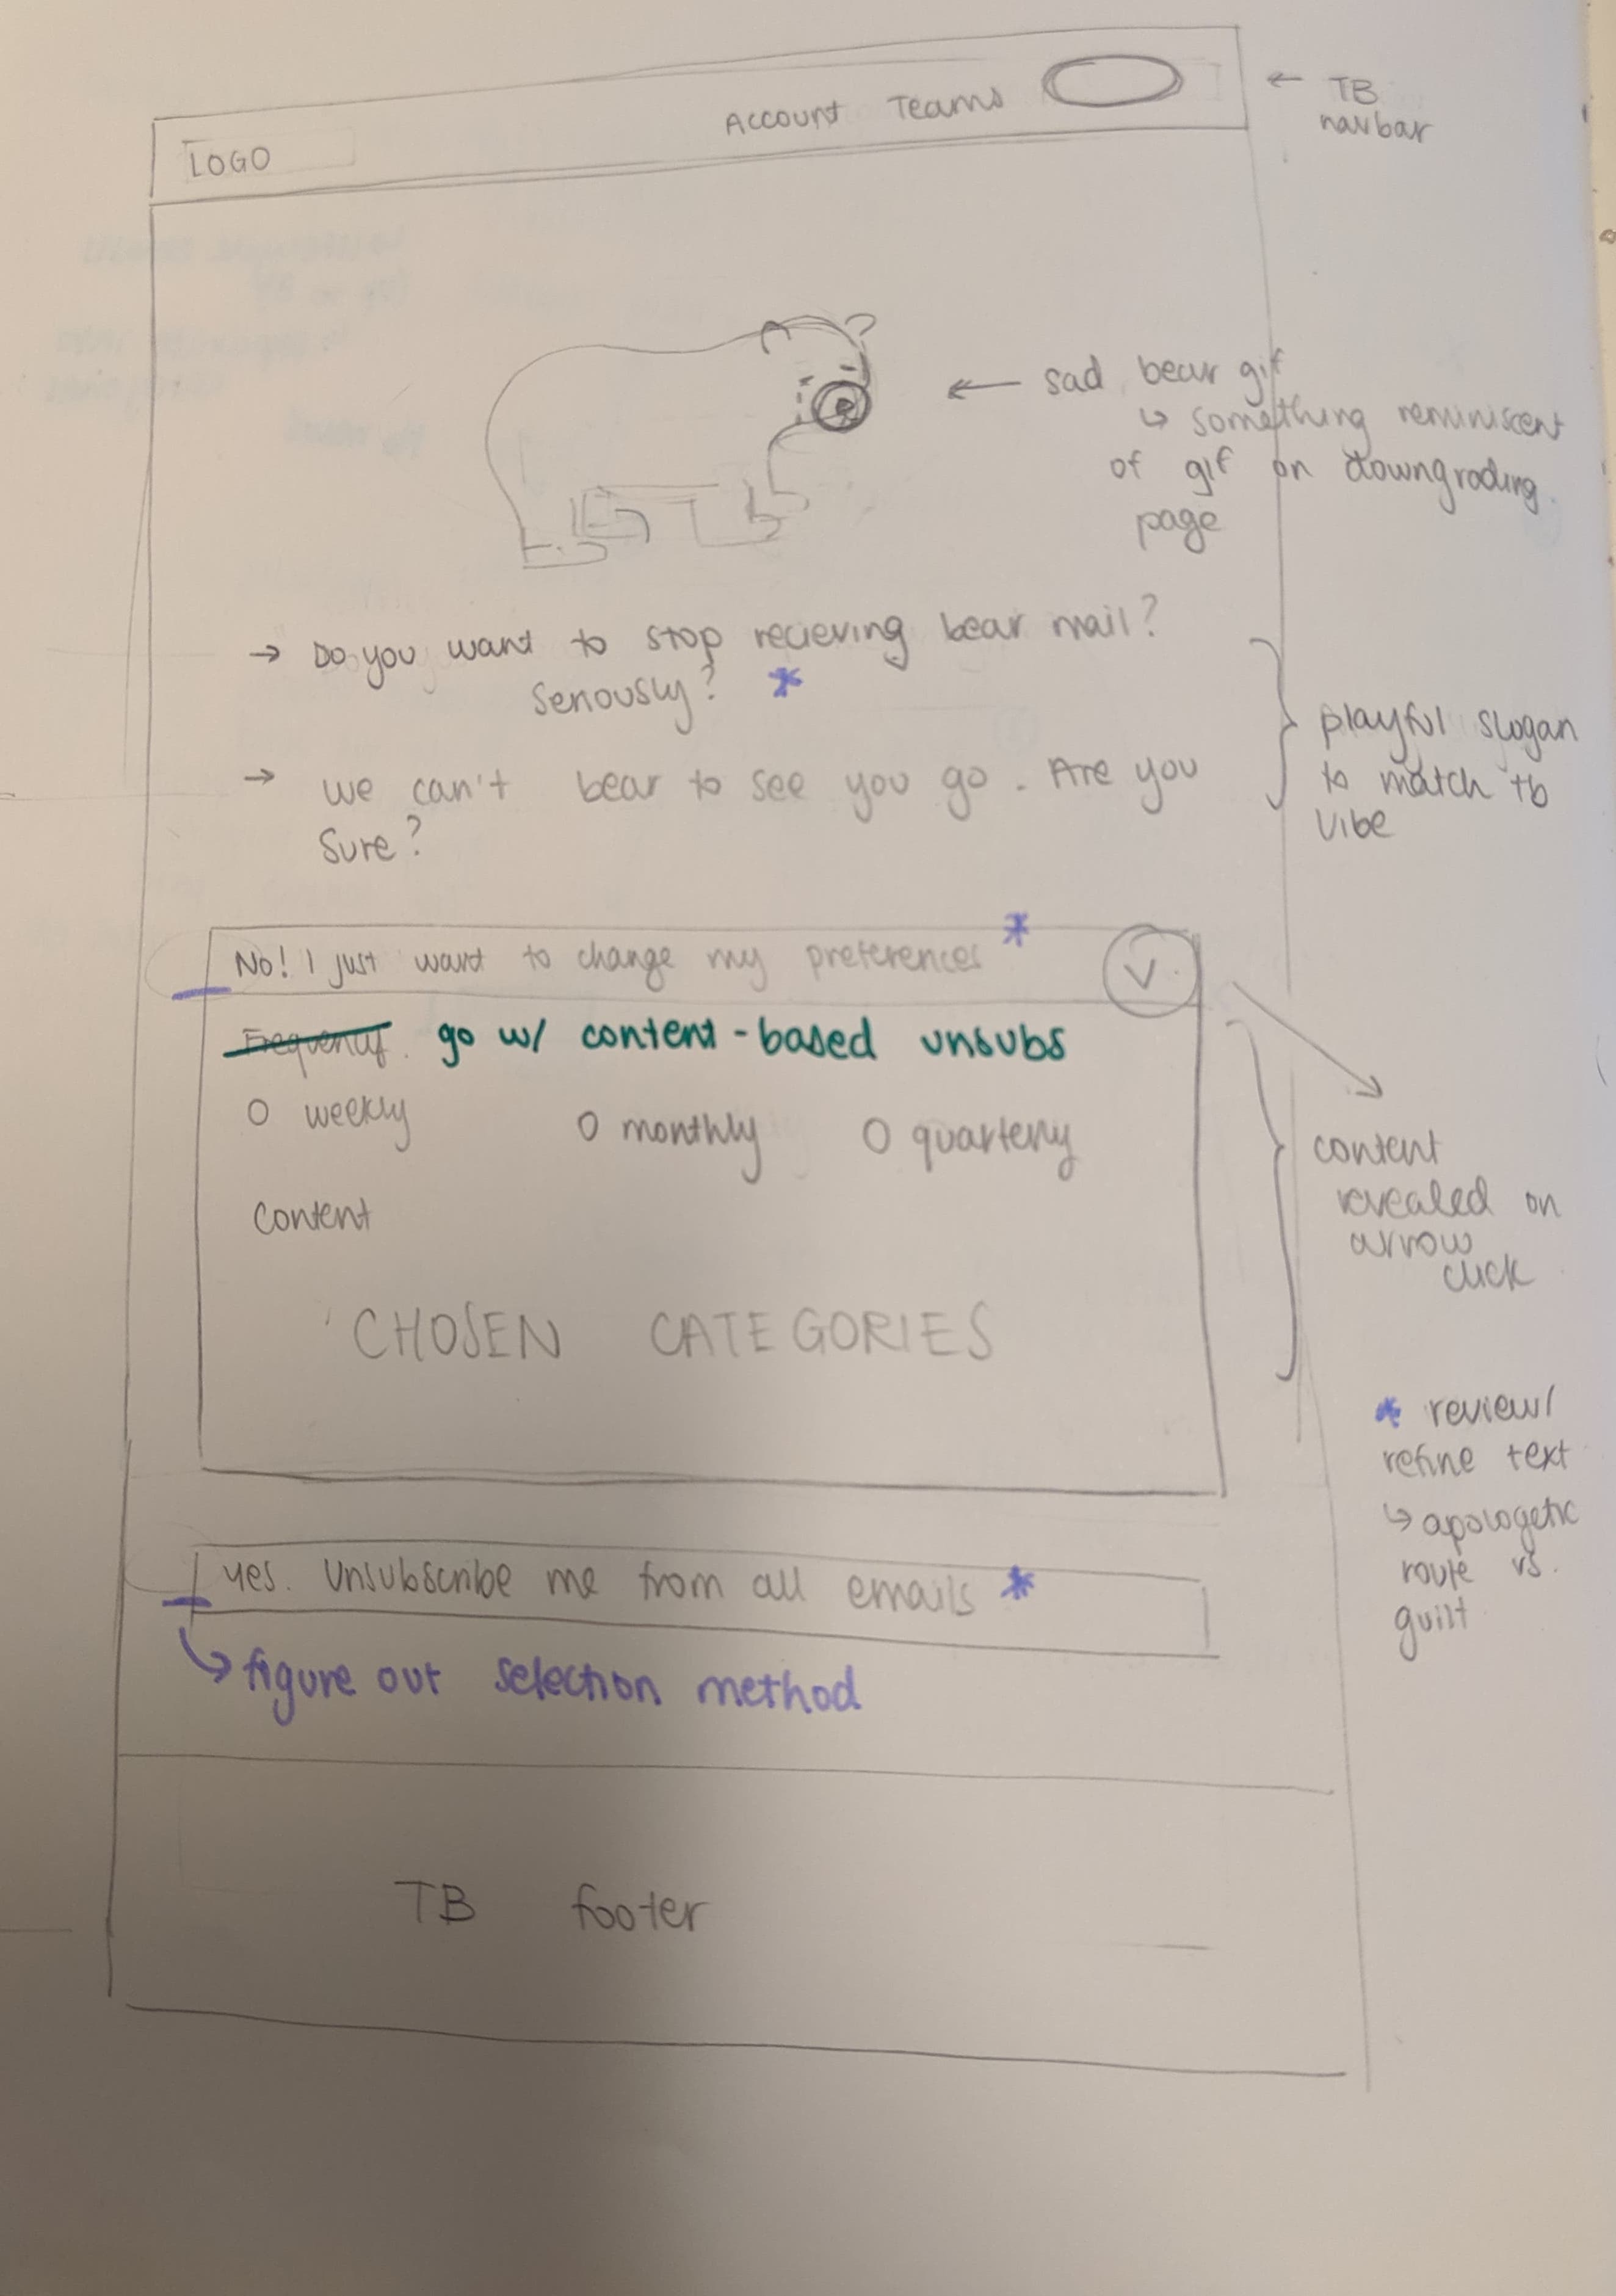 LOGO
Account Teams
← TB
navbar
← sad bear gif
↳ something reminiscent
of gif on downgrading
page
→ Do you want to stop recieving bear mail?
Seriously? *
→ we can't bear to see you go. Are you
Sure?
playful slogan
to match tb
vibe
No! I just want to change my preferences *
Frequency. go w/ content-based unsubs
O weekly O monthly O quarterly
content
CHOSEN CATEGORIES
content
revealed on
arrow
click
* review/
refine text
↳ apologetic
route vs.
guilt
yes. Unsubscribe me from all emails *
↳ figure out selection method
TB footer